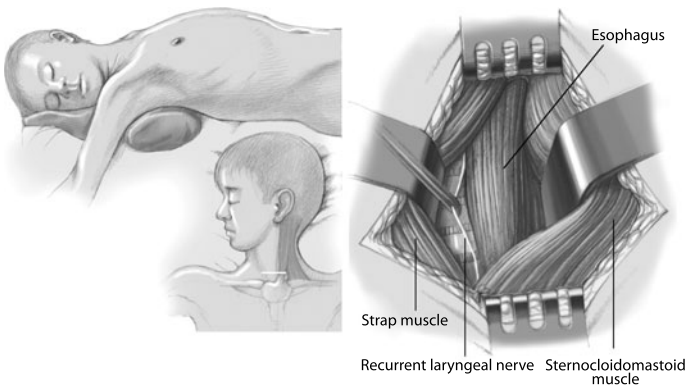 Esophagus
Strap muscle
Recurrent laryngeal nerve
Sternocloidomastoid
muscle